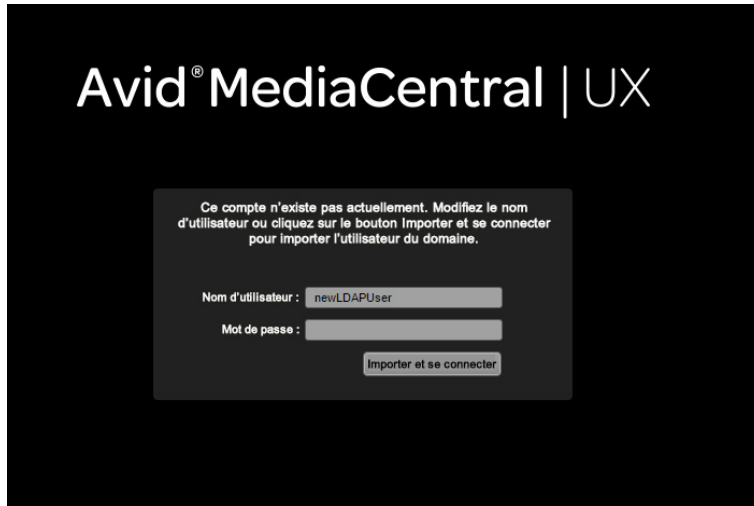 Avid® MediaCentral | UX
Ce compte n'existe pas actuellement. Modifiez le nom
d'utilisateur ou cliquez sur le bouton Importer et se connecter
pour importer l'utilisateur du domaine.
Nom d'utilisateur : newLDAPUser
Mot de passe :
Importer et se connecter